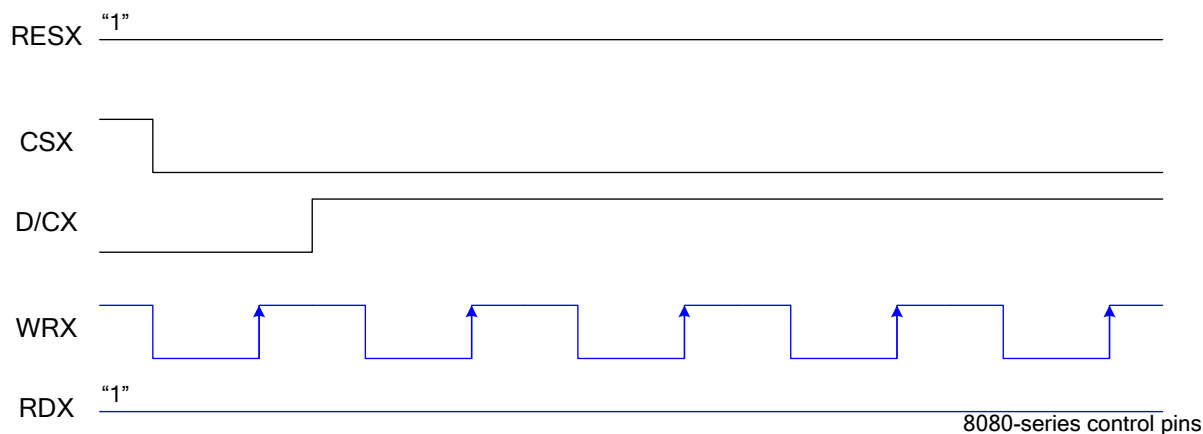 “1”
RESX
CSX
D/CX
WRX
“1”
RDX
8080-series control pins